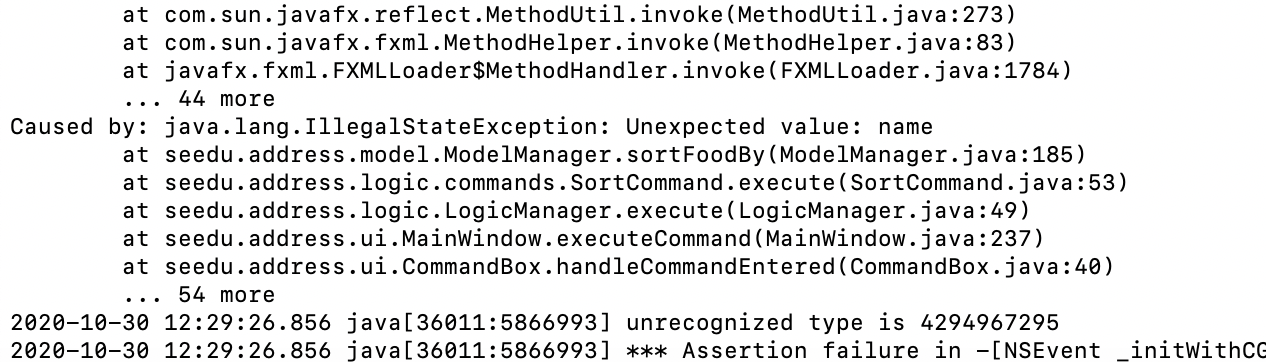 at com.sun.javafx.reflect.MethodUtil.invoke(MethodUtil.java:273)
at com.sun.javafx.fxml.MethodHelper.invoke(MethodHelper.java:83)
at javafx.fxml.FXMLLoader$MethodHandler.invoke(FXMLLoader.java:1784)
... 44 more
Caused by: java.lang.IllegalStateException: Unexpected value: name
at seedu.address.model.ModelManager.sortFoodBy(ModelManager.java:185)
at seedu.address.logic.commands.SortCommand.execute(SortCommand.java:53)
at seedu.address.logic.LogicManager.execute(LogicManager.java:49)
at seedu.address.ui.MainWindow.executeCommand(MainWindow.java:237)
at seedu.address.ui.CommandBox.handleCommandEntered(CommandBox.java:40)
... 54 more
2020-10-30 12:29:26.856 java[36011:5866993] unrecognized type is 4294967295
2020-10-30 12:29:26.856 java[36011:5866993] *** Assertion failure in -[NSEvent _initWithCG